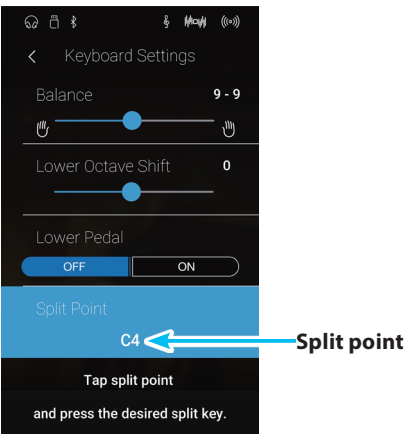 Keyboard Settings
Balance 9 - 9
Lower Octave Shift 0
Lower Pedal
OFF ON
Split Point
C4
Split point
Tap split point
and press the desired split key.